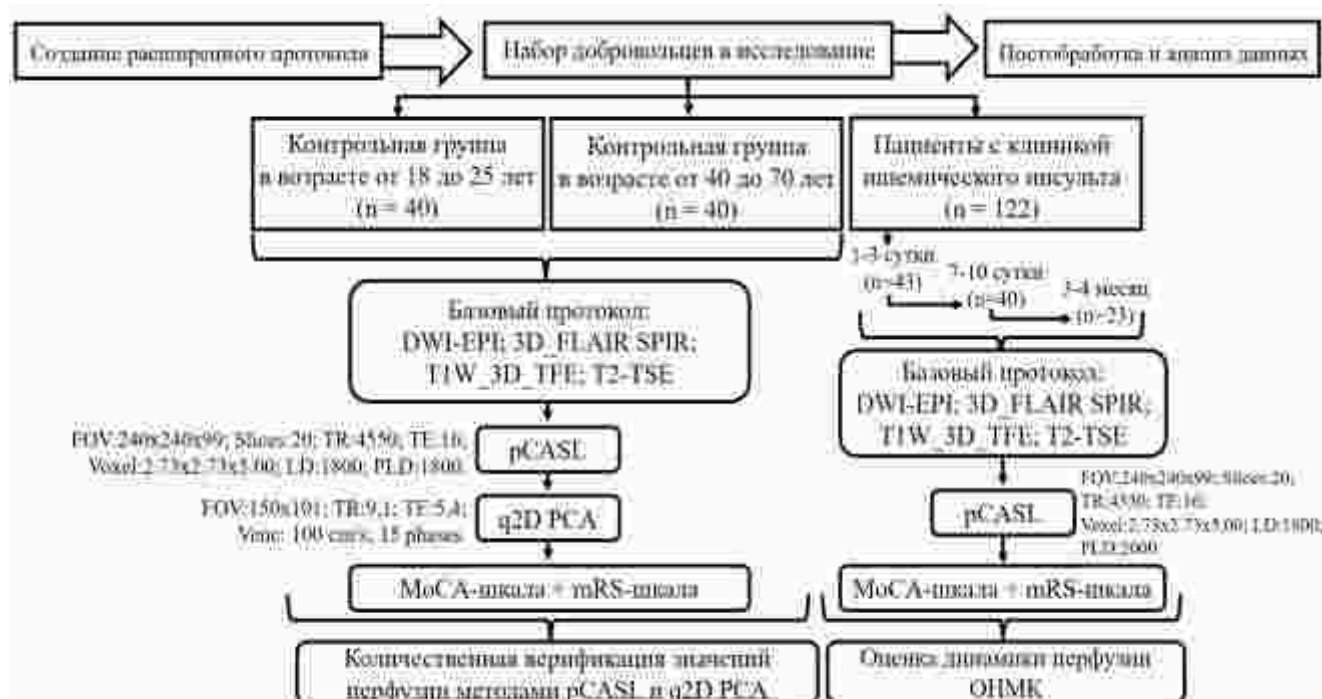 Создание расширенного протокола
Набор добровольцев в исследование
Постобработка и анализ данных
Контрольная группа
в возрасте от 18 до 25 лет
(n = 40)
Контрольная группа
в возрасте от 40 до 70 лет
(n = 40)
Пациенты с клиникой
ишемического инсульта
(n = 122)
1-3 сутки
(n=43)
7-10 сутки
(n=40)
3-4 месяц
(n=23)
Базовый протокол:
DWI-EPI; 3D_FLAIR SPIR;
T1W_3D_TFE; T2-TSE
FOV:240x240x99; Slices:20; TR:4550; TE:16;
Voxel:2.73x2.73x5.00; LD:1800; PLD:1800.
pCASL
FOV:150x101; TR:9,1; TE:5,4;
Venc: 100 cm/s, 15 phases
q2D PCA
MoCA-шкала + mRS-шкала
Количественная верификация значений
перфузии методами pCASL и q2D PCA
Базовый протокол:
DWI-EPI; 3D_FLAIR SPIR;
T1W_3D_TFE; T2-TSE
pCASL
FOV:240x240x99; Slices:20;
TR:4550; TE:16;
Voxel:2.73x2.73x5,00; LD:1800;
PLD:2000
MoCA-шкала + mRS-шкала
Оценка динамики перфузии
ОНМК